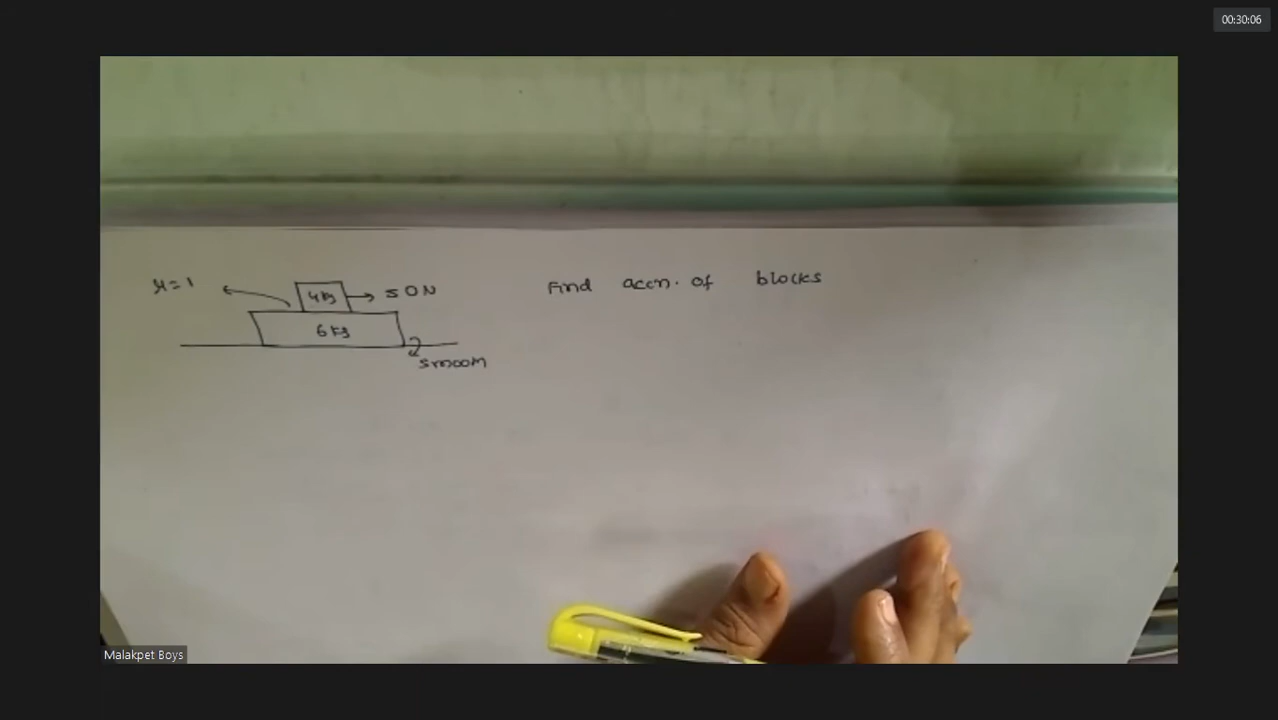 00:30:06
μ=1
4kg
50N
Find accn. of blocks
6kg
smooth
Malakpet Boys